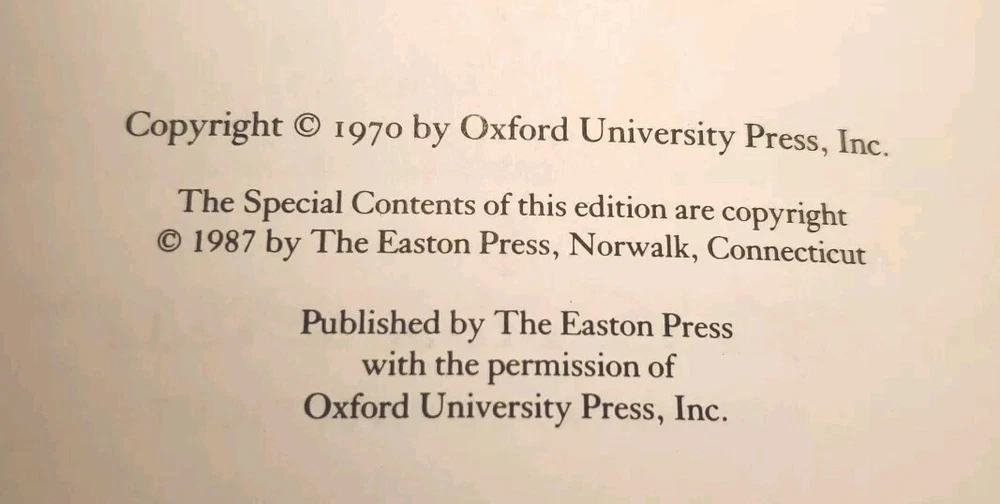 Copyright © 1970 by Oxford University Press, Inc.
The Special Contents of this edition are copyright
© 1987 by The Easton Press, Norwalk, Connecticut
Published by The Easton Press
with the permission of
Oxford University Press, Inc.